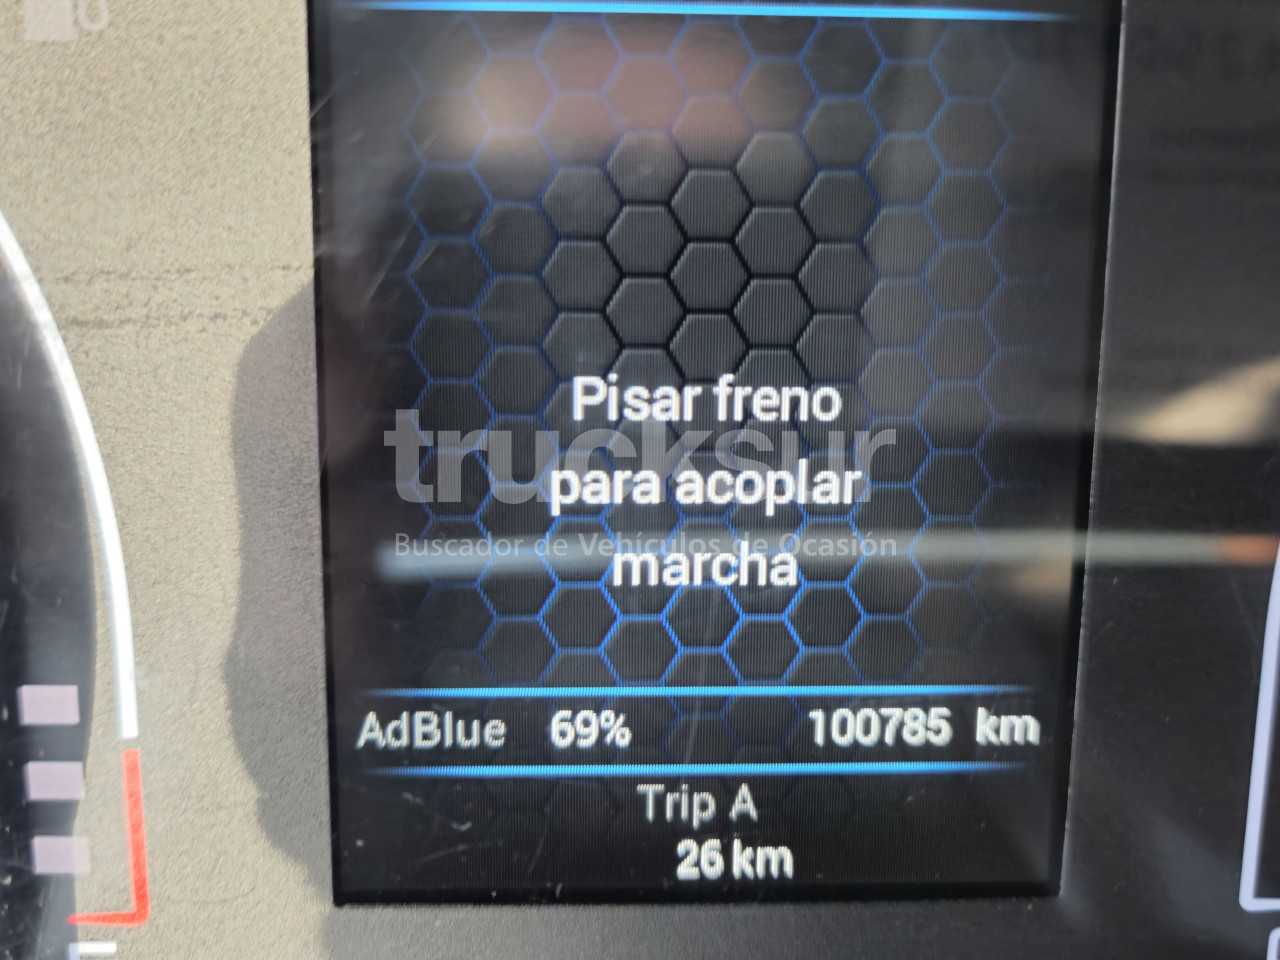 Pisar freno
trucksur
para acoplar
Buscador de Vehículos de Ocasión
marcha
AdBlue 69% 100785 km
Trip A
26 km